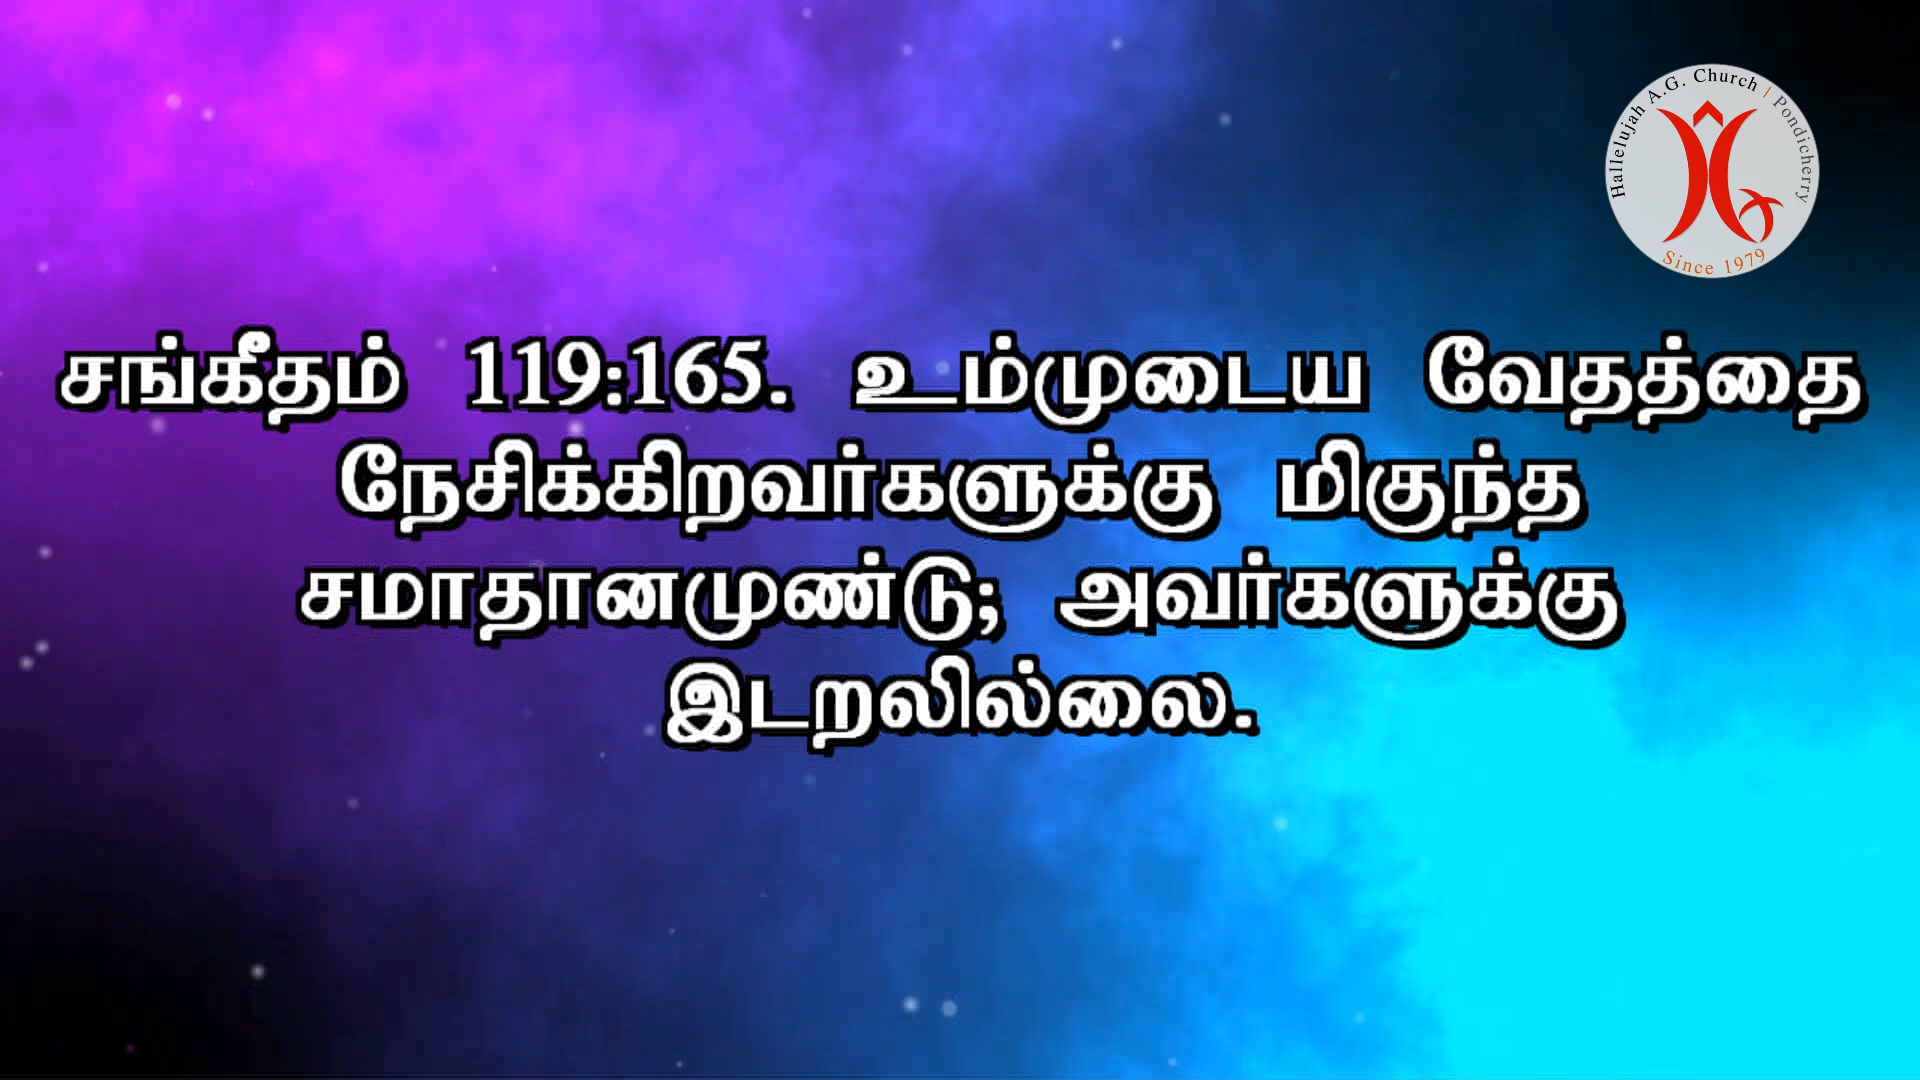 Hallelujah A.G. Church | Pondicherry
Since 1979
சங்கீதம் 119:165. உம்முடைய வேதத்தை
நேசிக்கிறவர்களுக்கு மிகுந்த
சமாதானமுண்டு; அவர்களுக்கு
இடறலில்லை.